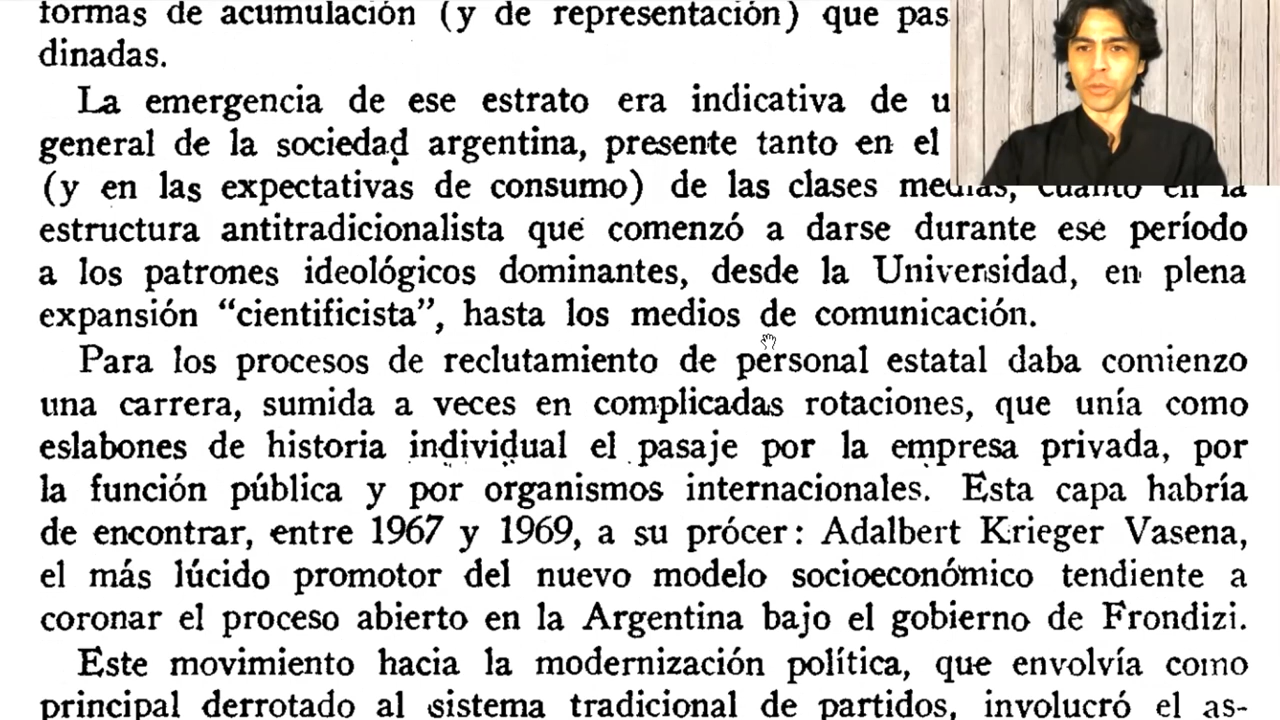 formas de acumulación (y de representación) que pas
dinadas.
La emergencia de ese estrato era indicativa de u
general de la sociedad argentina, presente tanto en el
(y en las expectativas de consumo) de las clases medias, cuanto en la
estructura antitradicionalista que comenzó a darse durante ese período
a los patrones ideológicos dominantes, desde la Universidad, en plena
expansión “cientificista”, hasta los medios de comunicación.
Para los procesos de reclutamiento de personal estatal daba comienzo
una carrera, sumida a veces en complicadas rotaciones, que unía como
eslabones de historia individual el pasaje por la empresa privada, por
la función pública y por organismos internacionales. Esta capa habría
de encontrar, entre 1967 y 1969, a su prócer: Adalbert Krieger Vasena,
el más lúcido promotor del nuevo modelo socioeconómico tendiente a
coronar el proceso abierto en la Argentina bajo el gobierno de Frondizi.
Este movimiento hacia la modernización política, que envolvía como
principal derrotado al sistema tradicional de partidos, involucró el as-